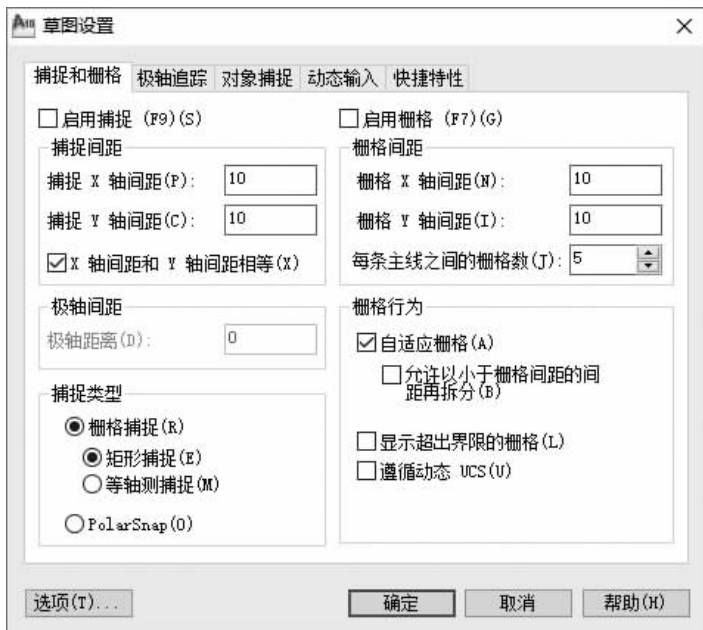 草图设置
捕捉和栅格 极轴追踪 对象捕捉 动态输入 快捷特性
启用捕捉 (F9)(S)
捕捉间距
捕捉 X 轴间距(P): 10
捕捉 Y 轴间距(C): 10
X 轴间距和 Y 轴间距相等(X)
极轴间距
极轴距离(D): 0
捕捉类型
栅格捕捉(R)
矩形捕捉(E)
等轴测捕捉(M)
PolarSnap(O)
启用栅格 (F7)(G)
栅格间距
栅格 X 轴间距(N): 10
栅格 Y 轴间距(I): 10
每条主线之间的栅格数(J): 5
栅格行为
自适应栅格(A)
允许以小于栅格间距的间
距再拆分(B)
显示超出界限的栅格(L)
遵循动态 UCS(U)
选项(T)... 确定 取消 帮助(H)